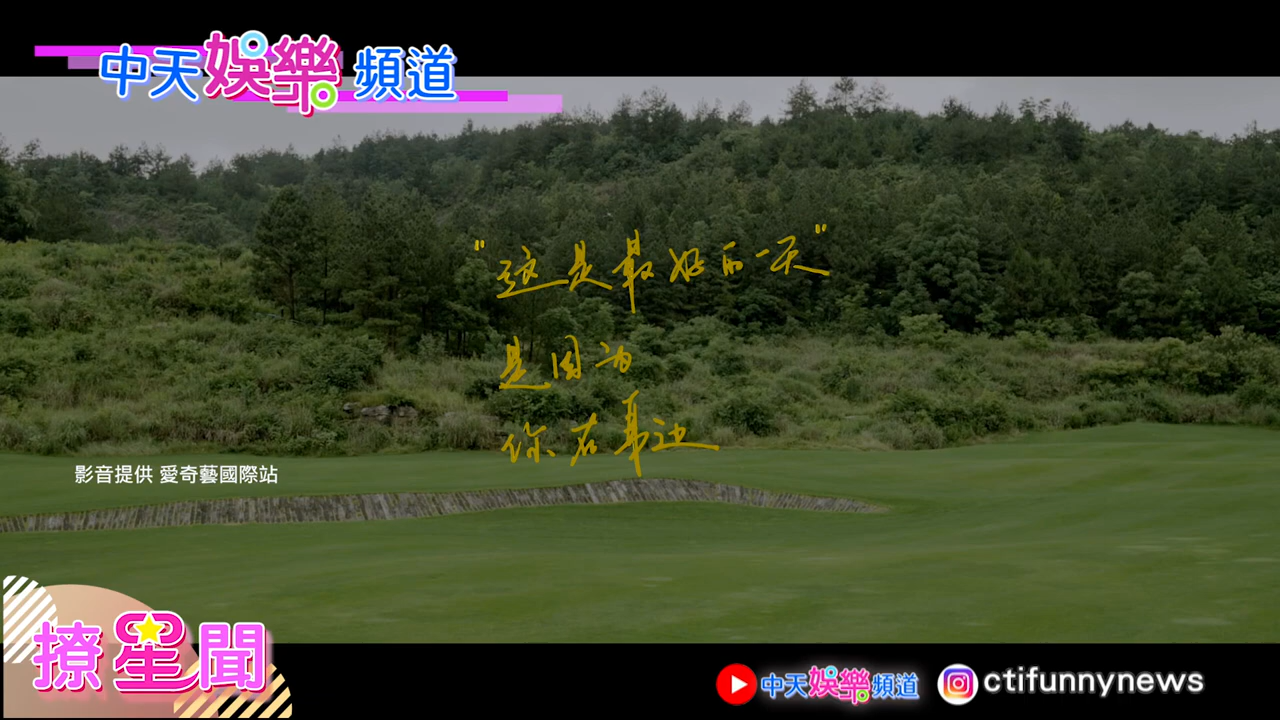 中天娛樂頻道
"这是最好的一天"
是因为
你在身边
影音提供 愛奇藝國際站
撩星聞
中天娛樂頻道
ctifunnynews